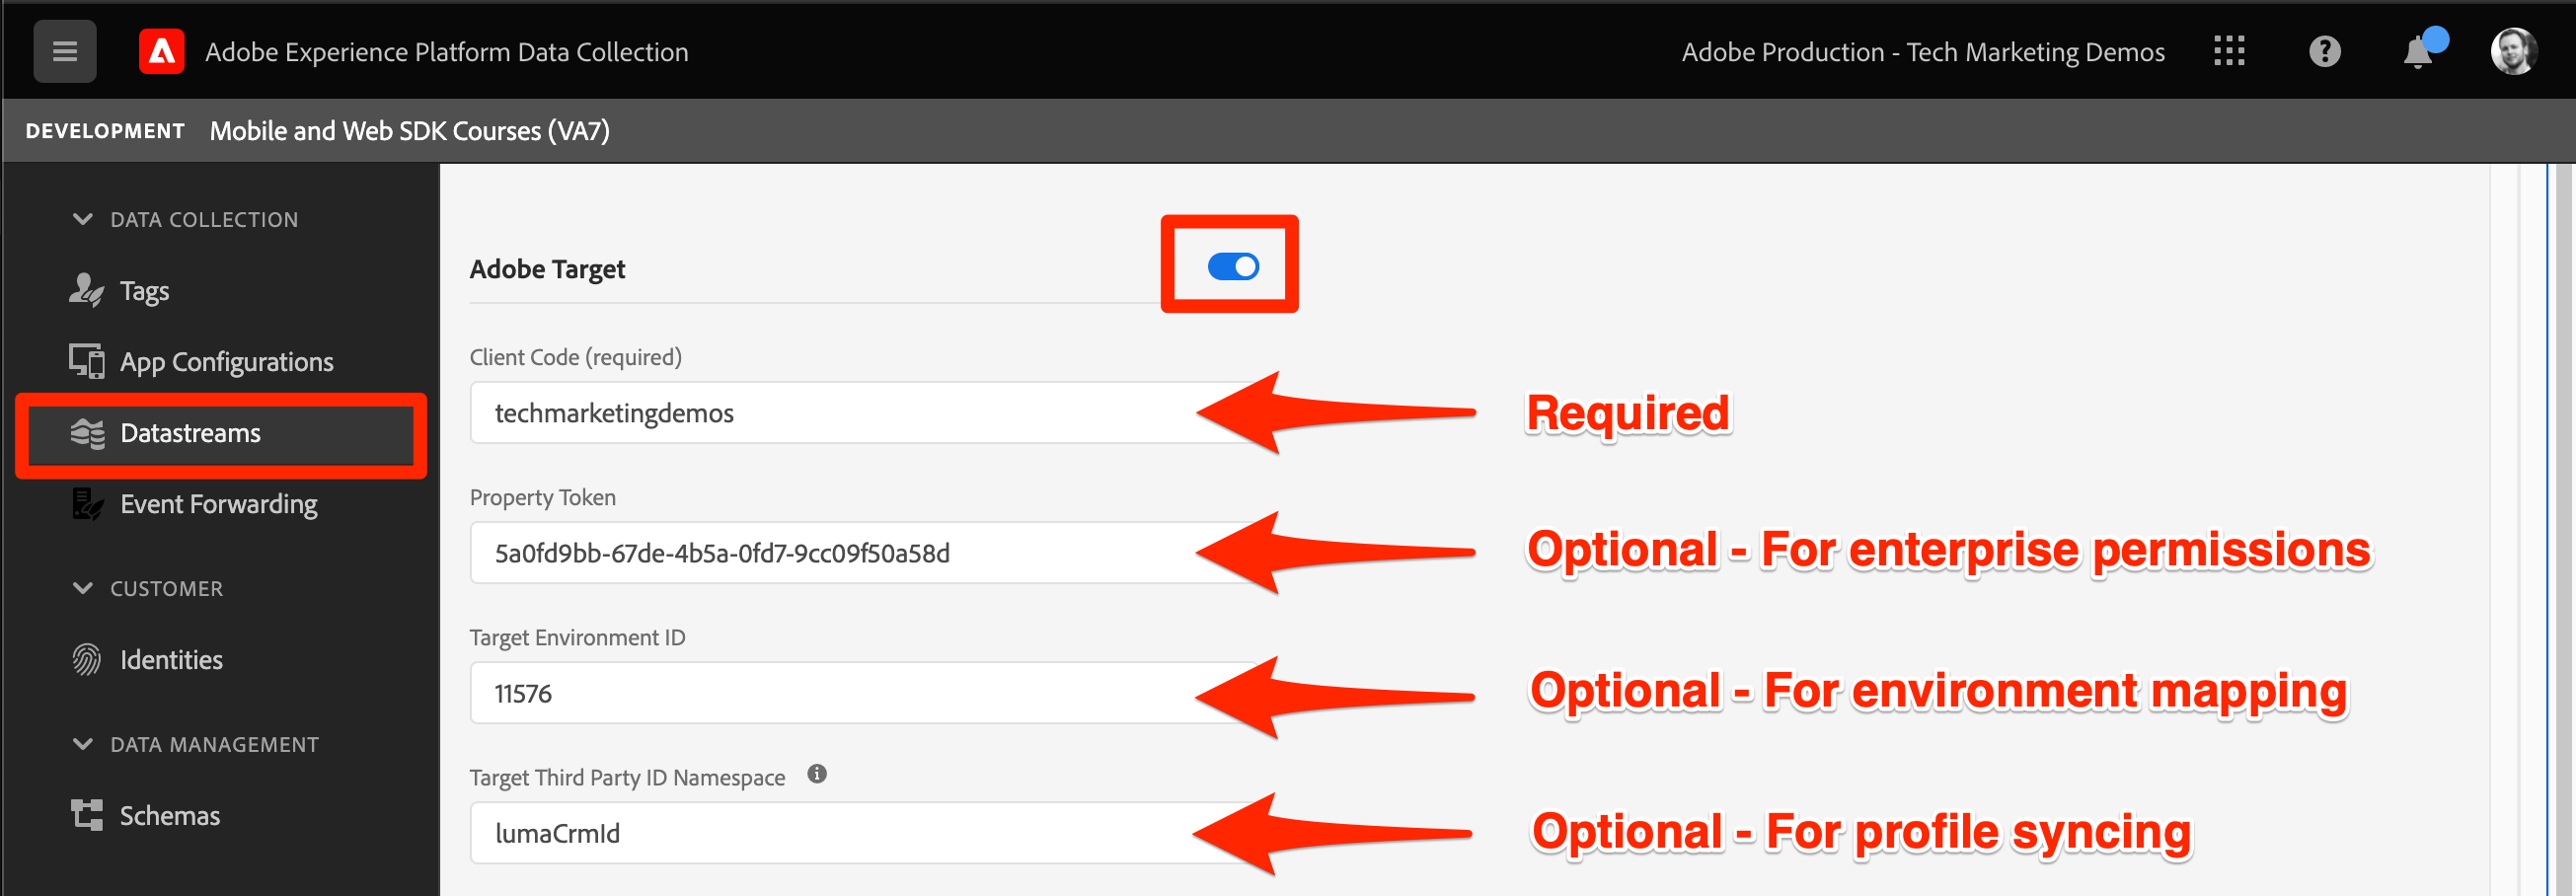 Adobe Experience Platform Data Collection
Adobe Production - Tech Marketing Demos
DEVELOPMENT Mobile and Web SDK Courses (VA7)
DATA COLLECTION
Tags
App Configurations
Datastreams
Event Forwarding
CUSTOMER
Identities
DATA MANAGEMENT
Schemas
Adobe Target
Client Code (required)
techmarketingdemos
Required
Property Token
5a0fd9bb-67de-4b5a-0fd7-9cc09f50a58d
Optional - For enterprise permissions
Target Environment ID
11576
Optional - For environment mapping
Target Third Party ID Namespace
lumaCrmId
Optional - For profile syncing